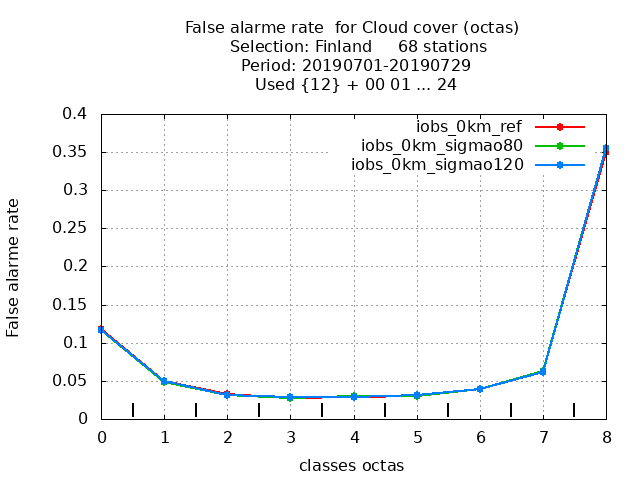 False alarme rate  for Cloud cover (octas)
Selection: Finland     68 stations
Period: 20190701-20190729
Used {12} + 00 01 ... 24
iobs_0km_ref
iobs_0km_sigmao80
iobs_0km_sigmao120
False alarme rate
0.4
0.35
0.3
0.25
0.2
0.15
0.1
0.05
0
0 1 2 3 4 5 6 7 8
classes octas